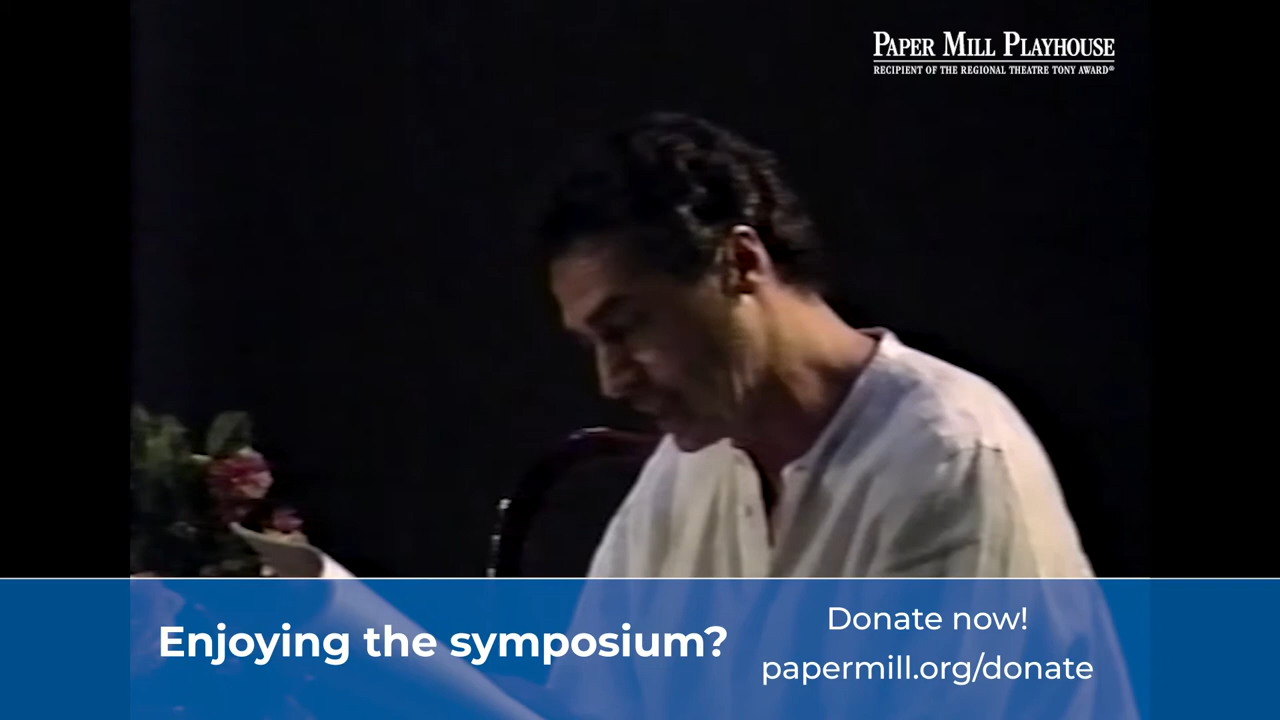 PAPER MILL PLAYHOUSE
RECIPIENT OF THE REGIONAL THEATRE TONY AWARD®
Enjoying the symposium?
Donate now!
papermill.org/donate